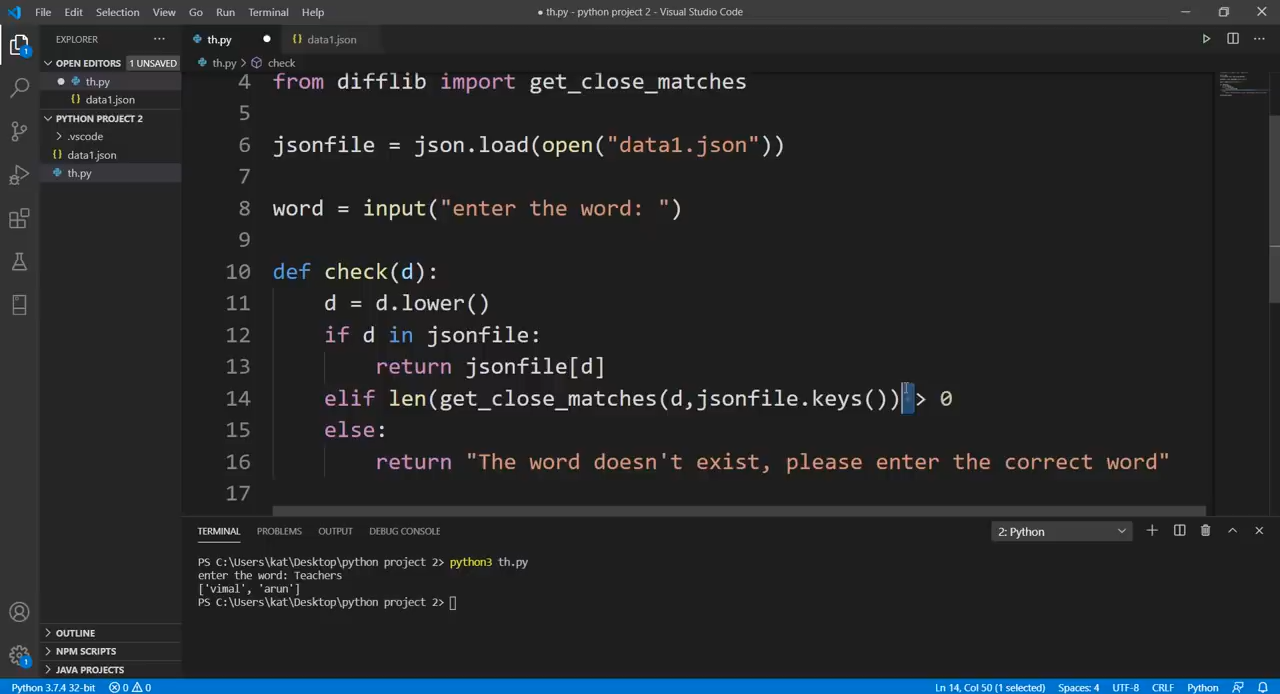 File Edit Selection View Go Run Terminal Help
● th.py - python project 2 - Visual Studio Code
EXPLORER
OPEN EDITORS 1 UNSAVED
th.py
data1.json
PYTHON PROJECT 2
.vscode
data1.json
th.py
OUTLINE
NPM SCRIPTS
JAVA PROJECTS
th.py
data1.json
th.py > check
4 from difflib import get_close_matches
5
6 jsonfile = json.load(open("data1.json"))
7
8 word = input("enter the word: ")
9
10 def check(d):
11 d = d.lower()
12 if d in jsonfile:
13 return jsonfile[d]
14 elif len(get_close_matches(d,jsonfile.keys()) > 0
15 else:
16 return "The word doesn't exist, please enter the correct word"
17
TERMINAL PROBLEMS OUTPUT DEBUG CONSOLE
2: Python
PS C:\Users\kat\Desktop\python project 2> python3 th.py
enter the word: Teachers
['vimal', 'arun']
PS C:\Users\kat\Desktop\python project 2>
1
1
Python 3.7.4 32-bit 0 0 Ln 14, Col 50 (1 selected) Spaces: 4 UTF-8 CRLF Python